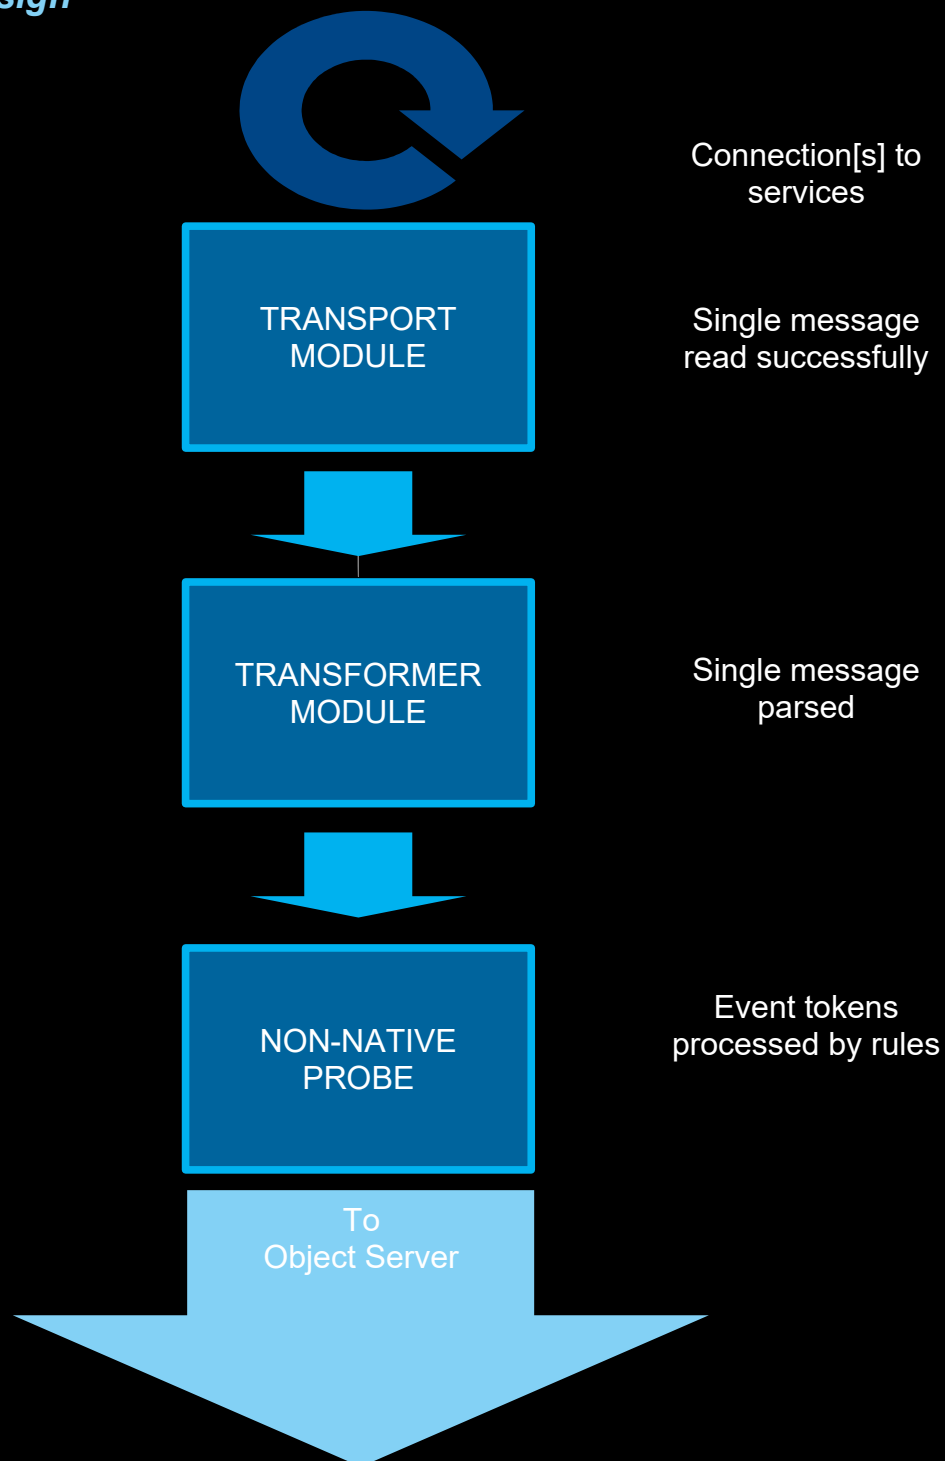 Connection[s] to
services
TRANSPORT
MODULE
Single message
read successfully
TRANSFORMER
MODULE
Single message
parsed
NON-NATIVE
PROBE
Event tokens
processed by rules
To
Object Server